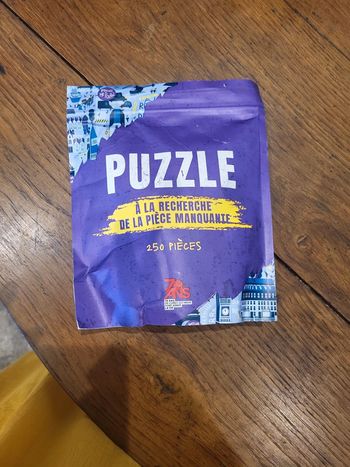 PUZZLE
À LA RECHERCHE
DE LA PIÈCE MANQUANTE
250 PIÈCES